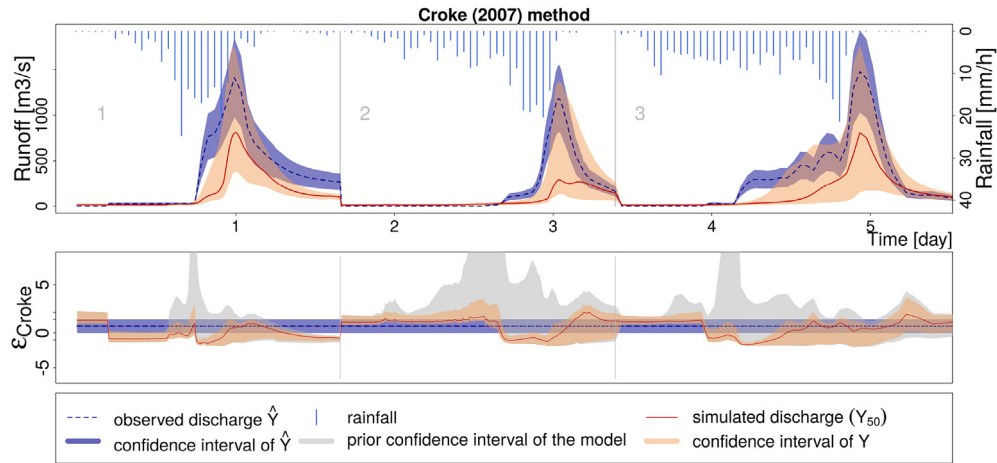 Croke (2007) method
Runoff [m3/s]
0
500
1000
1
2
3
Rainfall [mm/h]
0
10
20
30
40
1
2
3
4
5
Time [day]
εCroke
5
0
-5
observed discharge Ŷ
rainfall
simulated discharge (Y50)
confidence interval of Ŷ
prior confidence interval of the model
confidence interval of Y